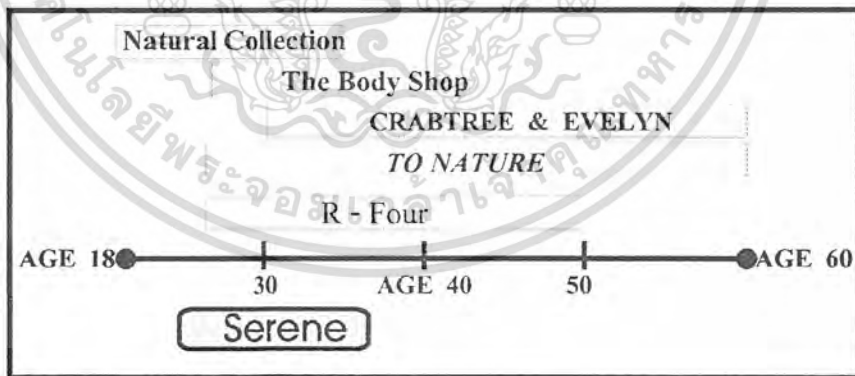 Natural Collection
The Body Shop
CRABTREE & EVELYN
TO NATURE
R - Four
AGE 18
AGE 60
30
AGE 40
50
Serene